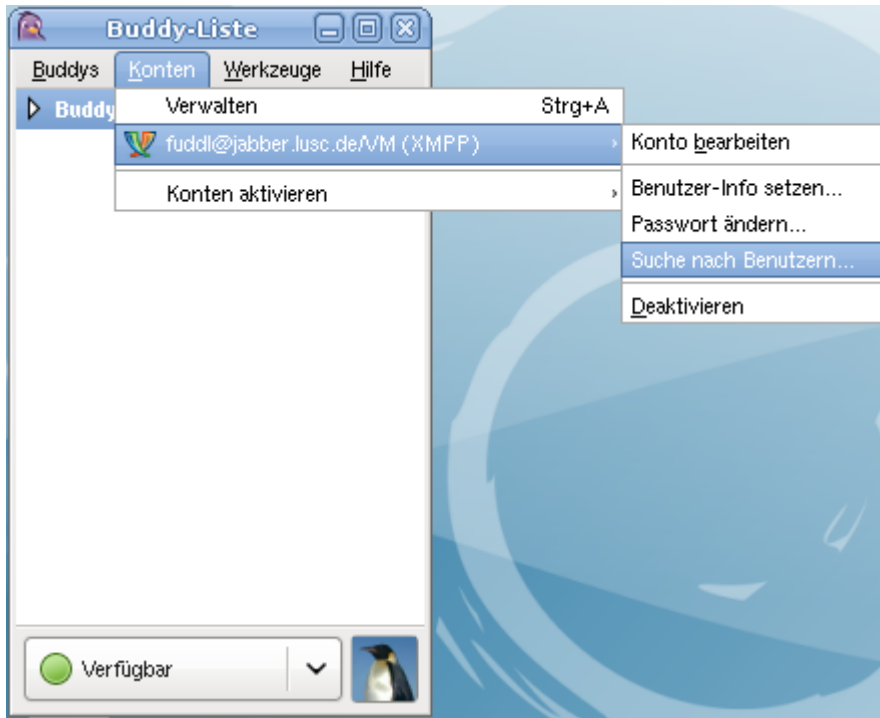 Buddy-Liste
Buddys Konten Werkzeuge Hilfe
Buddy
Verwalten Strg+A
fuddl@jabber.lusc.de/VM (XMPP)
Konten aktivieren
Konto bearbeiten
Benutzer-Info setzen...
Passwort ändern...
Suche nach Benutzern...
Deaktivieren
Verfügbar